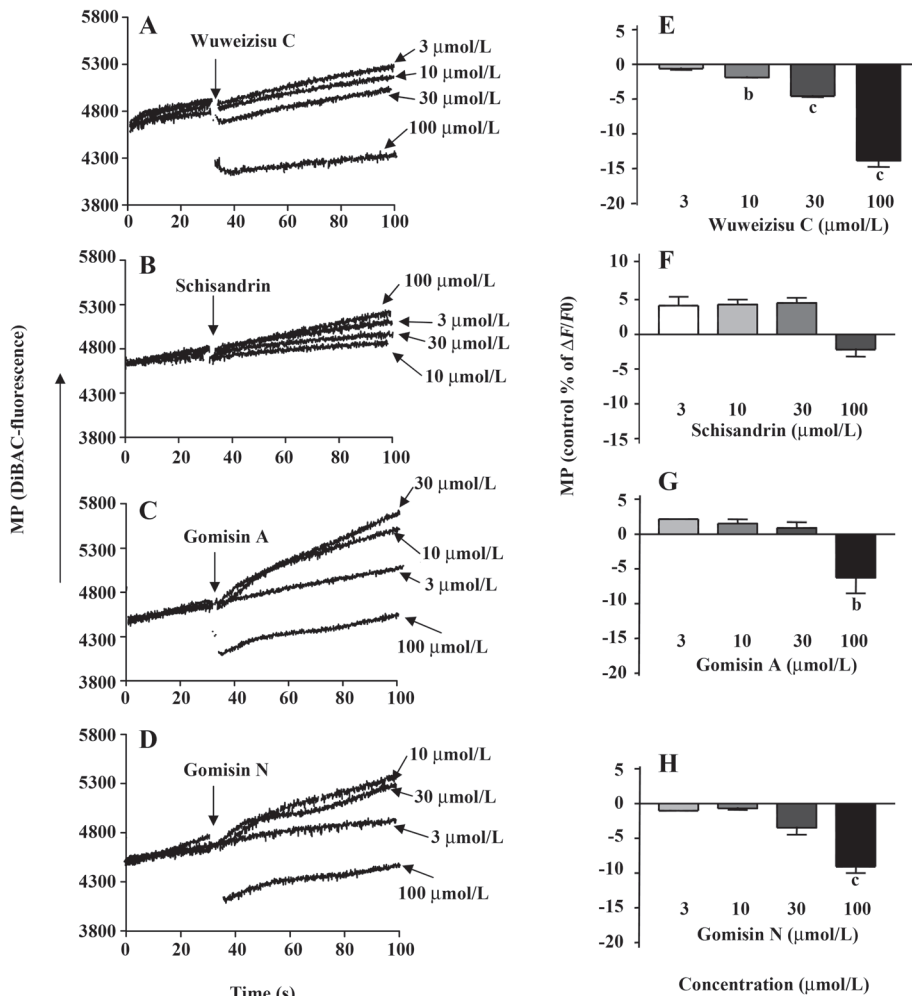 MP (DiBAC-fluorescence)
A
Wuweizisu C
5800
5300
4800
4300
3800
3 µmol/L
10 µmol/L
30 µmol/L
100 µmol/L
0 20 40 60 80 100
B
Schisandrin
5800
5300
4800
4300
3800
100 µmol/L
3 µmol/L
30 µmol/L
10 µmol/L
0 20 40 60 80 100
C
Gomisin A
5800
5300
4800
4300
3800
30 µmol/L
10 µmol/L
3 µmol/L
100 µmol/L
0 20 40 60 80 100
D
Gomisin N
5800
5300
4800
4300
3800
10 µmol/L
30 µmol/L
3 µmol/L
100 µmol/L
0 20 40 60 80 100
Time (s)
MP (control % of ΔF/F0)
E
5
0
-5
-10
-15
-20
b
c
c
3 10 30 100
Wuweizisu C (µmol/L)
F
10
5
0
-5
-10
-15
3 10 30 100
Schisandrin (µmol/L)
G
5
0
-5
-10
-15
-20
b
3 10 30 100
Gomisin A (µmol/L)
H
5
0
-5
-10
-15
-20
c
3 10 30 100
Gomisin N (µmol/L)
Concentration (µmol/L)